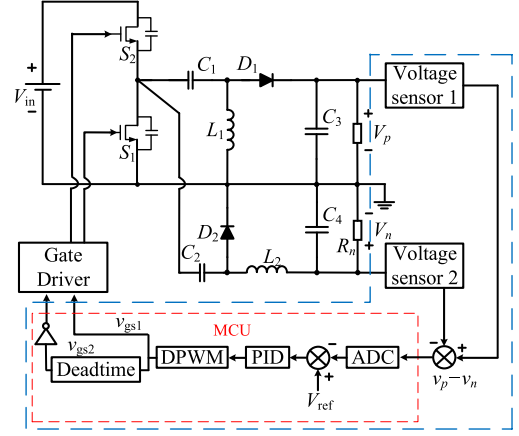 S2
C1
D1
Voltage
sensor 1
+
Vin
-
S1
L1
C3
+
Vp
-
D2
C4
-
Vn
+
Rn
C2
L2
Voltage
sensor 2
Gate
Driver
MCU
vgs1
vgs2
Deadtime
DPWM
PID
-
+
Vref
ADC
-
+
vp−vn